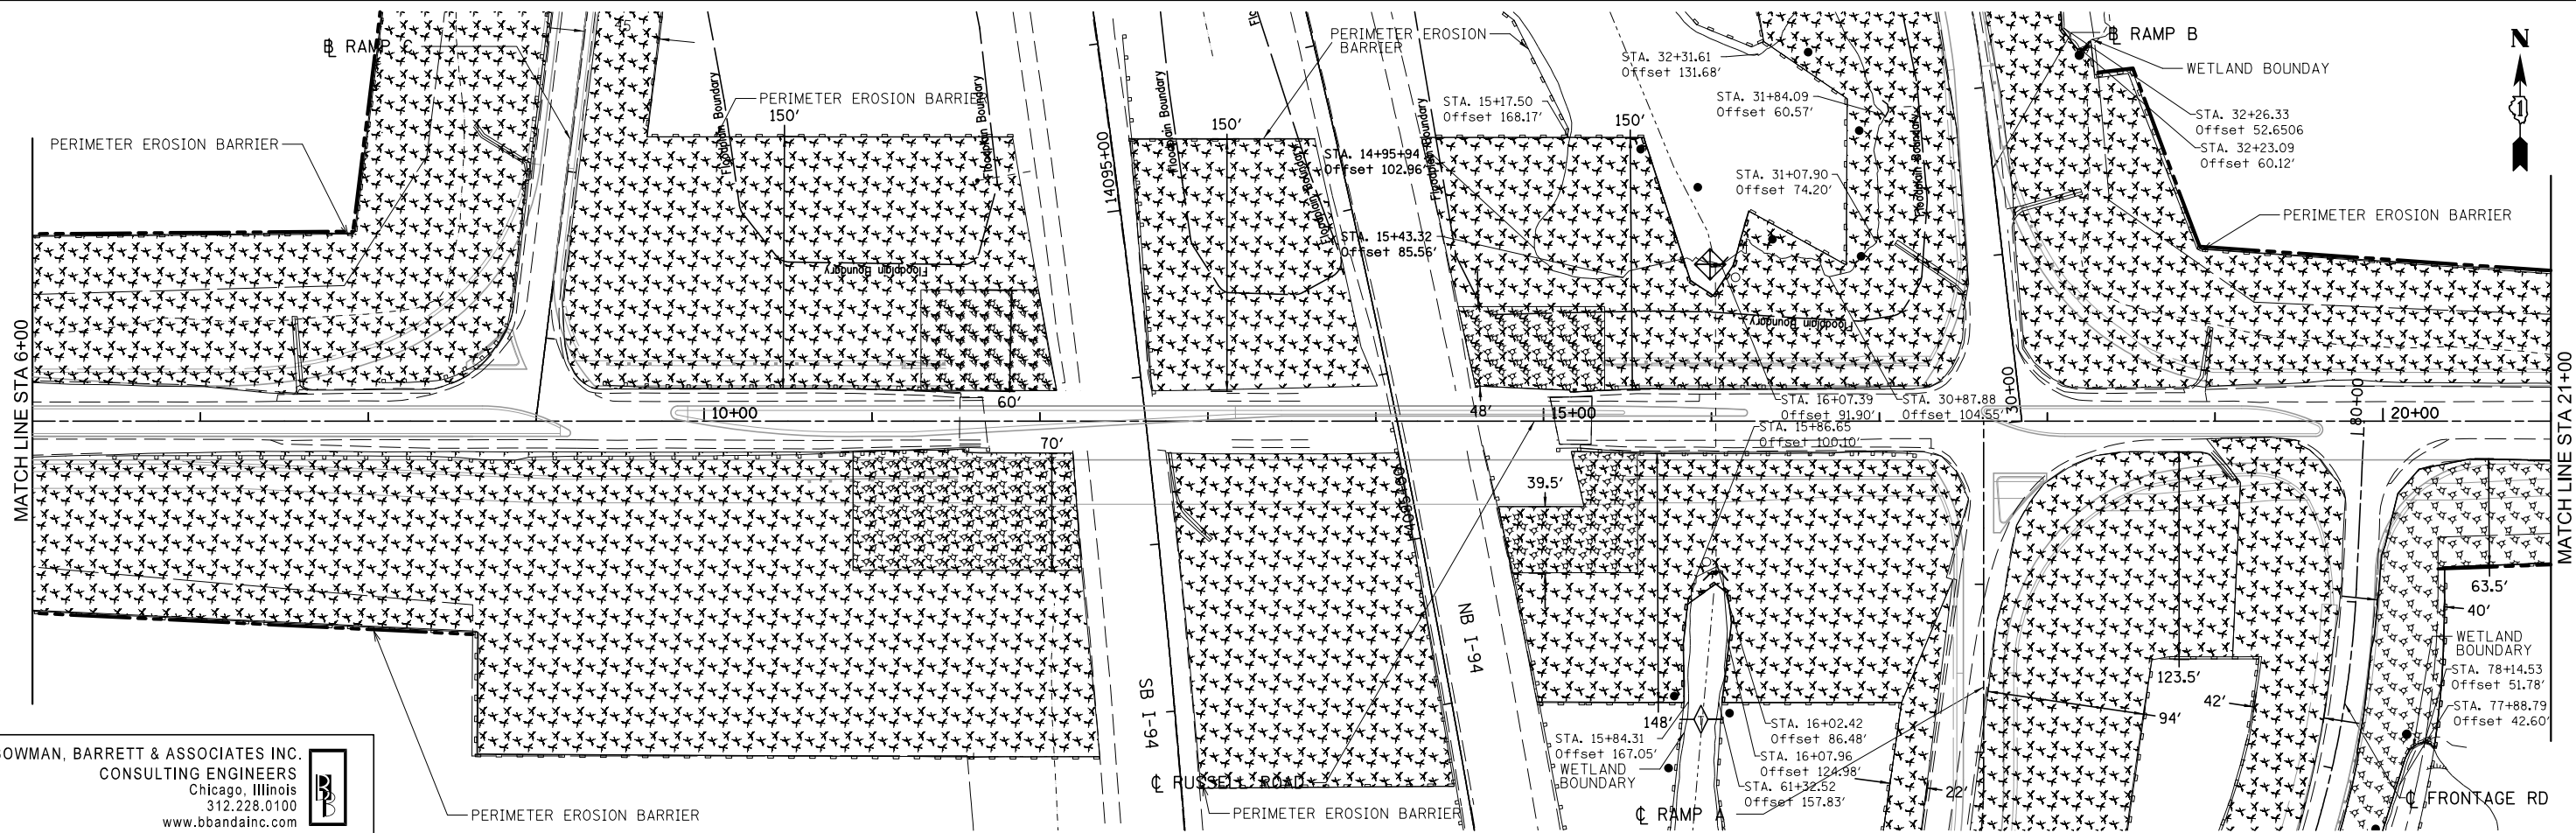 45
℄ RAMP C
PERIMETER EROSION BARRIER
PERIMETER EROSION BARRIER
150'
Floodplain Boundary
Floodplain Boundary
Floodplain Boundary
14095+00
150'
Floodplain Boundary
Floodplain Boundary
PERIMETER EROSION
BARRIER
STA. 15+17.50
Offset 168.17'
STA. 14+95+94
Offset 102.96'
STA. 15+43.32
Offset 85.56'
Floodplain Boundary
150'
STA. 32+31.61
Offset 131.68'
STA. 31+84.09
Offset 60.57'
STA. 31+07.90
Offset 74.20'
Floodplain Boundary
Floodplain Boundary
℄ RAMP B
WETLAND BOUNDAY
STA. 32+26.33
Offset 52.6506
STA. 32+23.09
Offset 60.12'
PERIMETER EROSION BARRIER
N
MATCH LINE STA 6+00
10+00
60'
70'
48'
15+00
STA. 16+07.39
Offset 91.90'
STA. 30+87.88
Offset 104.55'
STA. 15+86.65
Offset 100.10'
30+00
80+00
20+00
MATCH LINE STA 21+00
39.5'
NB I-94
SB I-94
148'
STA. 15+84.31
Offset 167.05'
WETLAND
BOUNDARY
STA. 16+02.42
Offset 86.48'
STA. 16+07.96
Offset 124.98'
STA. 61+32.52
Offset 157.83'
℄ RAMP A
22'
94'
123.5'
42'
63.5'
40'
WETLAND
BOUNDARY
STA. 78+14.53
Offset 51.78'
STA. 77+88.79
Offset 42.60'
℄ FRONTAGE RD
℄ RUSSELL ROAD
PERIMETER EROSION BARRIER
PERIMETER EROSION BARRIER
BOWMAN, BARRETT & ASSOCIATES INC.
CONSULTING ENGINEERS
Chicago, Illinois
312.228.0100
www.bbandainc.com